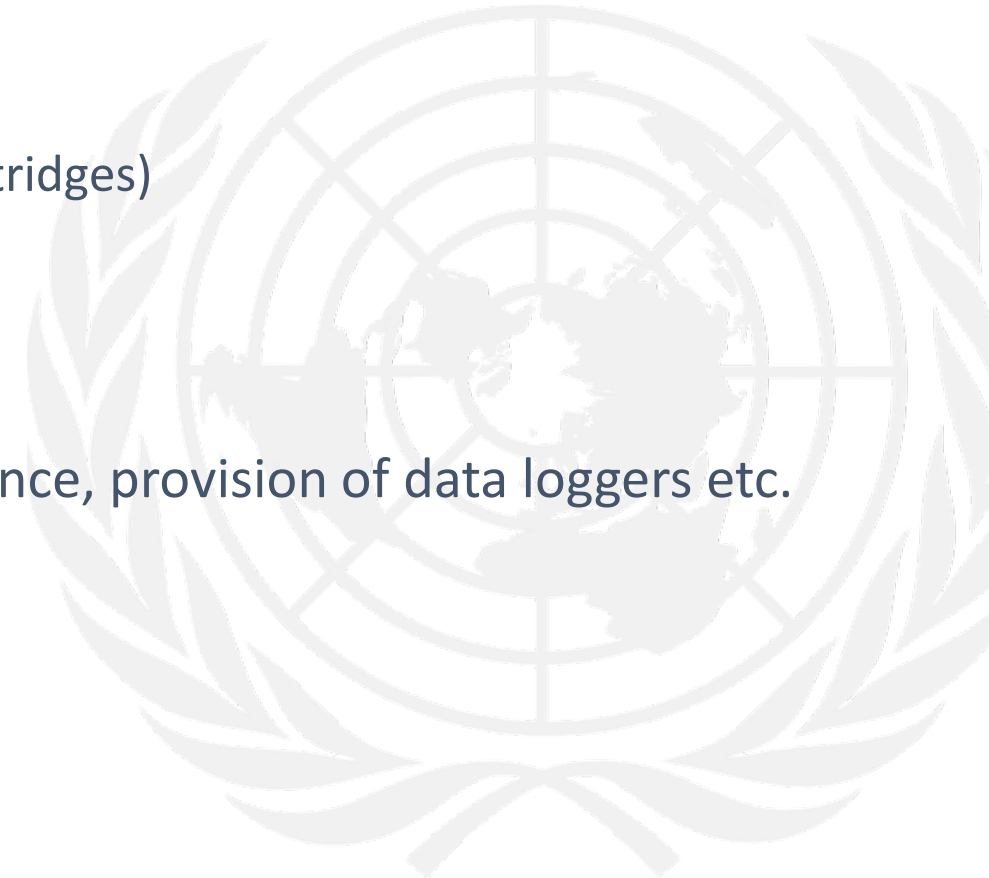 tridges)
nce, provision of data loggers etc.